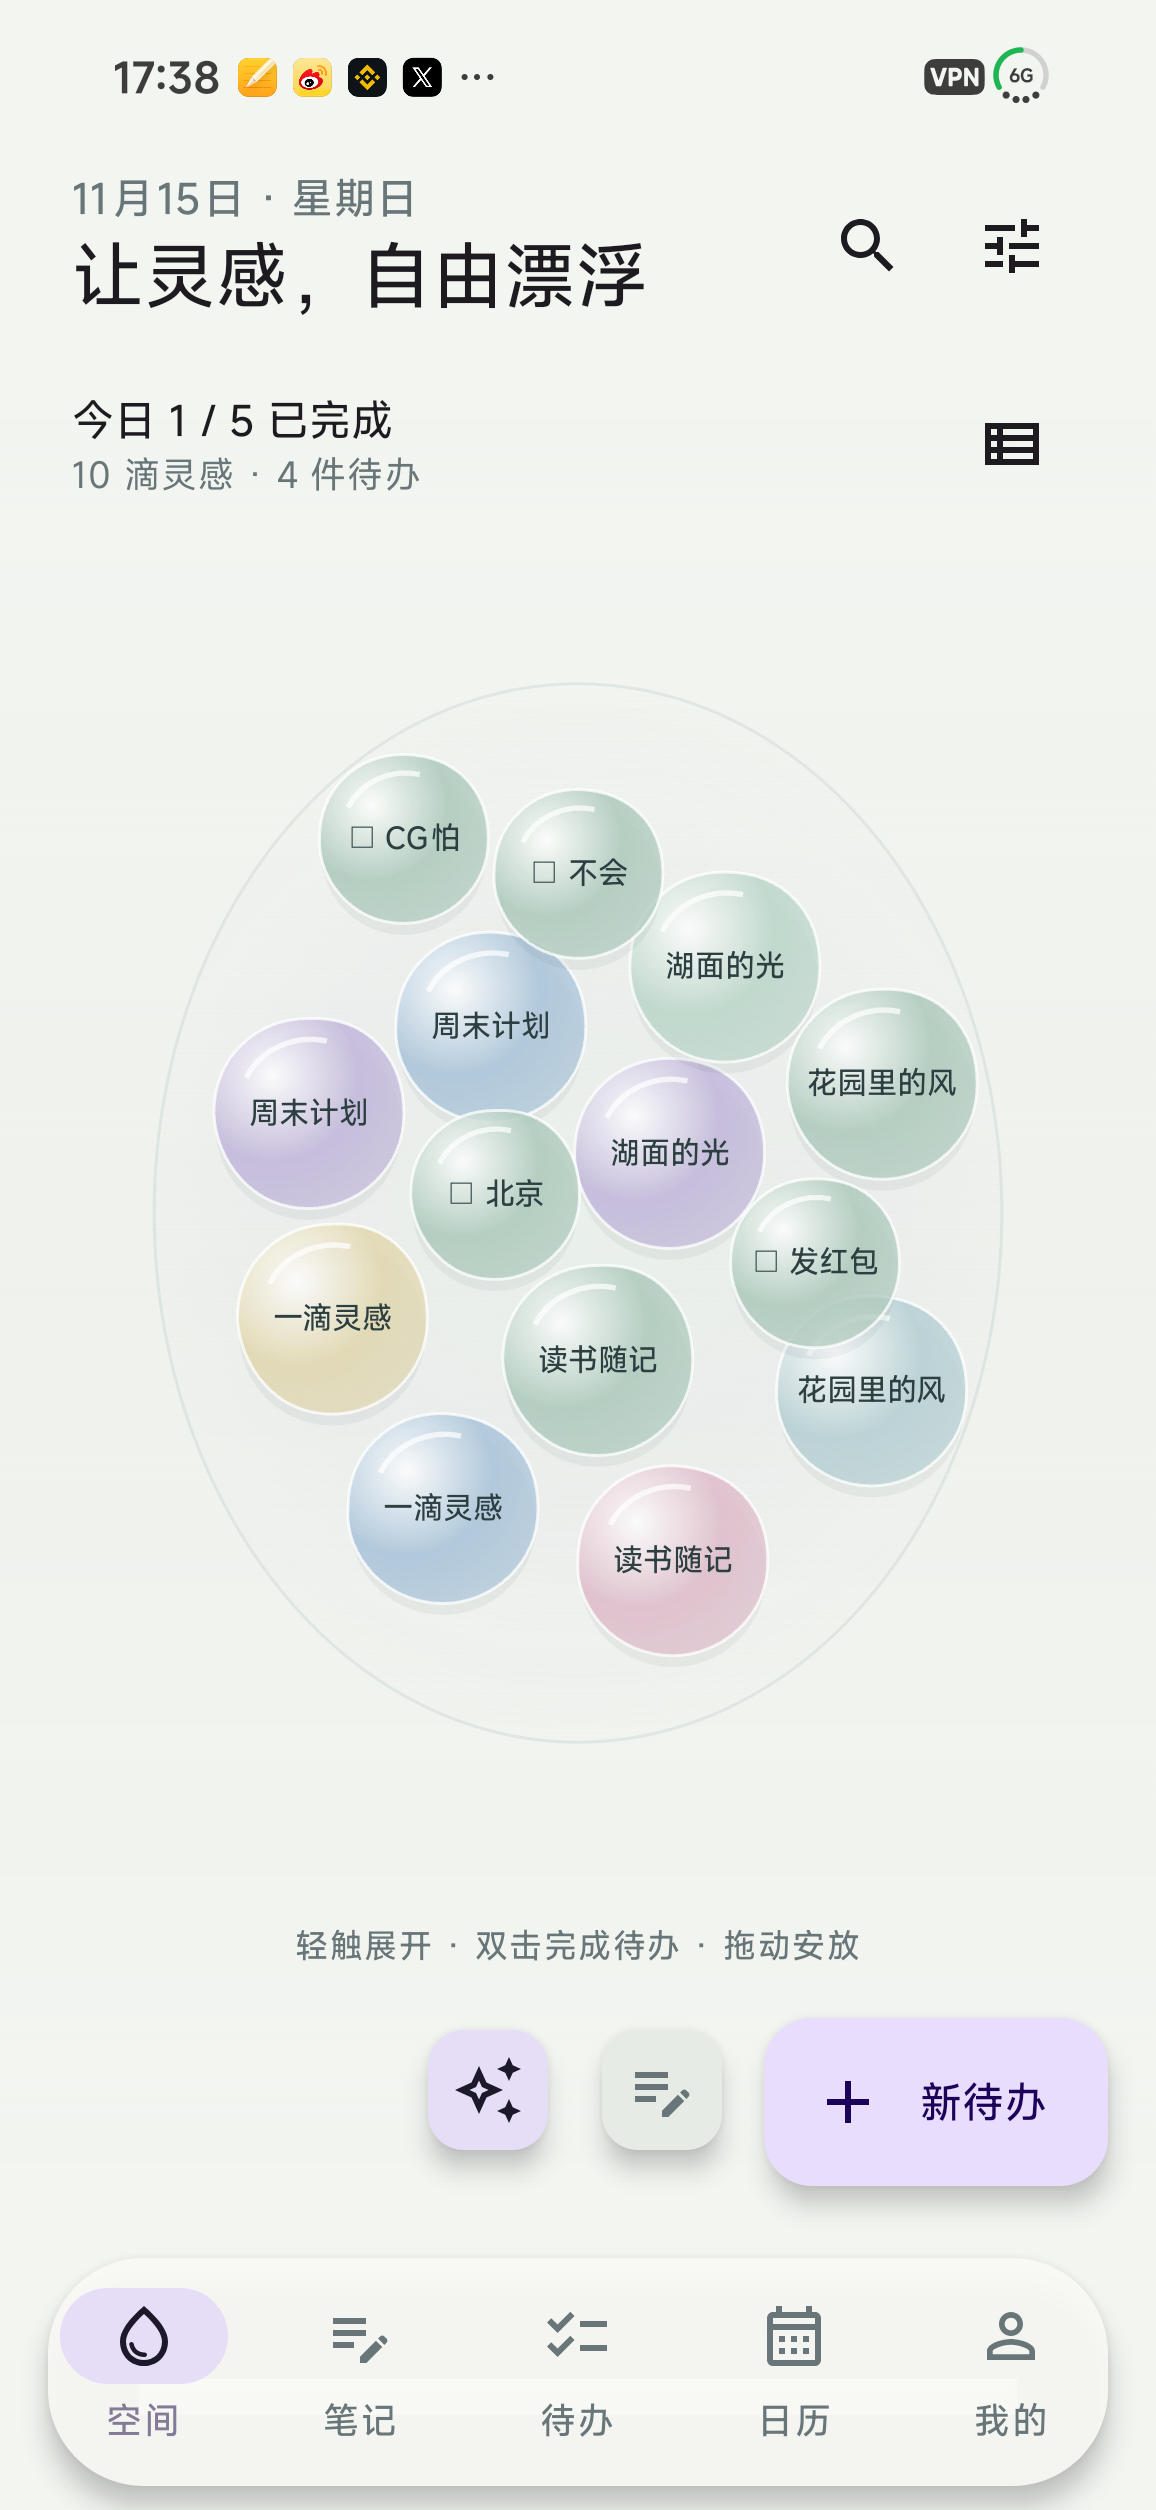 17:38 ··· VPN 6G
11月15日 · 星期日
让灵感，自由漂浮
今日 1 / 5 已完成
10 滴灵感 · 4 件待办
□ CG怕
□ 不会
湖面的光
周末计划
花园里的风
周末计划
湖面的光
□ 北京
□ 发红包
一滴灵感
读书随记
花园里的风
一滴灵感
读书随记
轻触展开 · 双击完成待办 · 拖动安放
+ 新待办
空间 笔记 待办 日历 我的